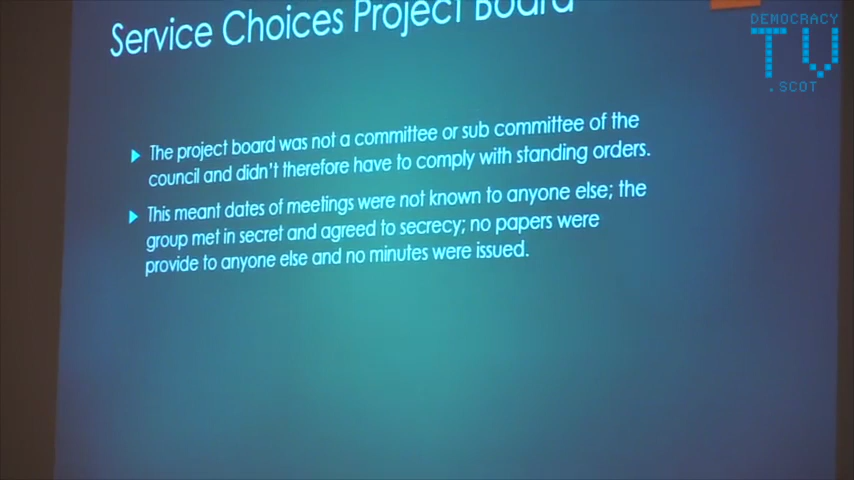 Service Choices Project Board
DEMOCRACY
TV
.SCOT
The project board was not a committee or sub committee of the
council and didn't therefore have to comply with standing orders.
This meant dates of meetings were not known to anyone else; the
group met in secret and agreed to secrecy; no papers were
provide to anyone else and no minutes were issued.